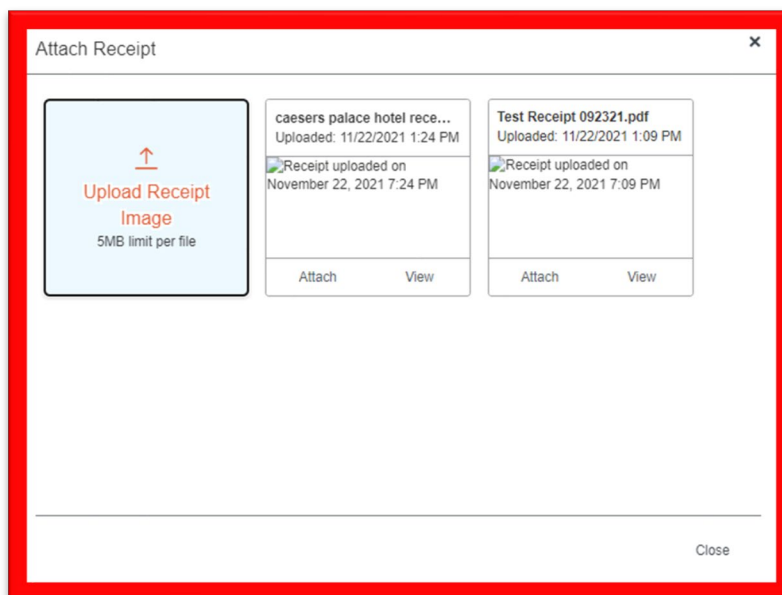 Attach Receipt
×
Upload Receipt
Image
5MB limit per file
caesers palace hotel rece...
Uploaded: 11/22/2021 1:24 PM
Receipt uploaded on
November 22, 2021 7:24 PM
Attach View
Test Receipt 092321.pdf
Uploaded: 11/22/2021 1:09 PM
Receipt uploaded on
November 22, 2021 7:09 PM
Attach View
Close